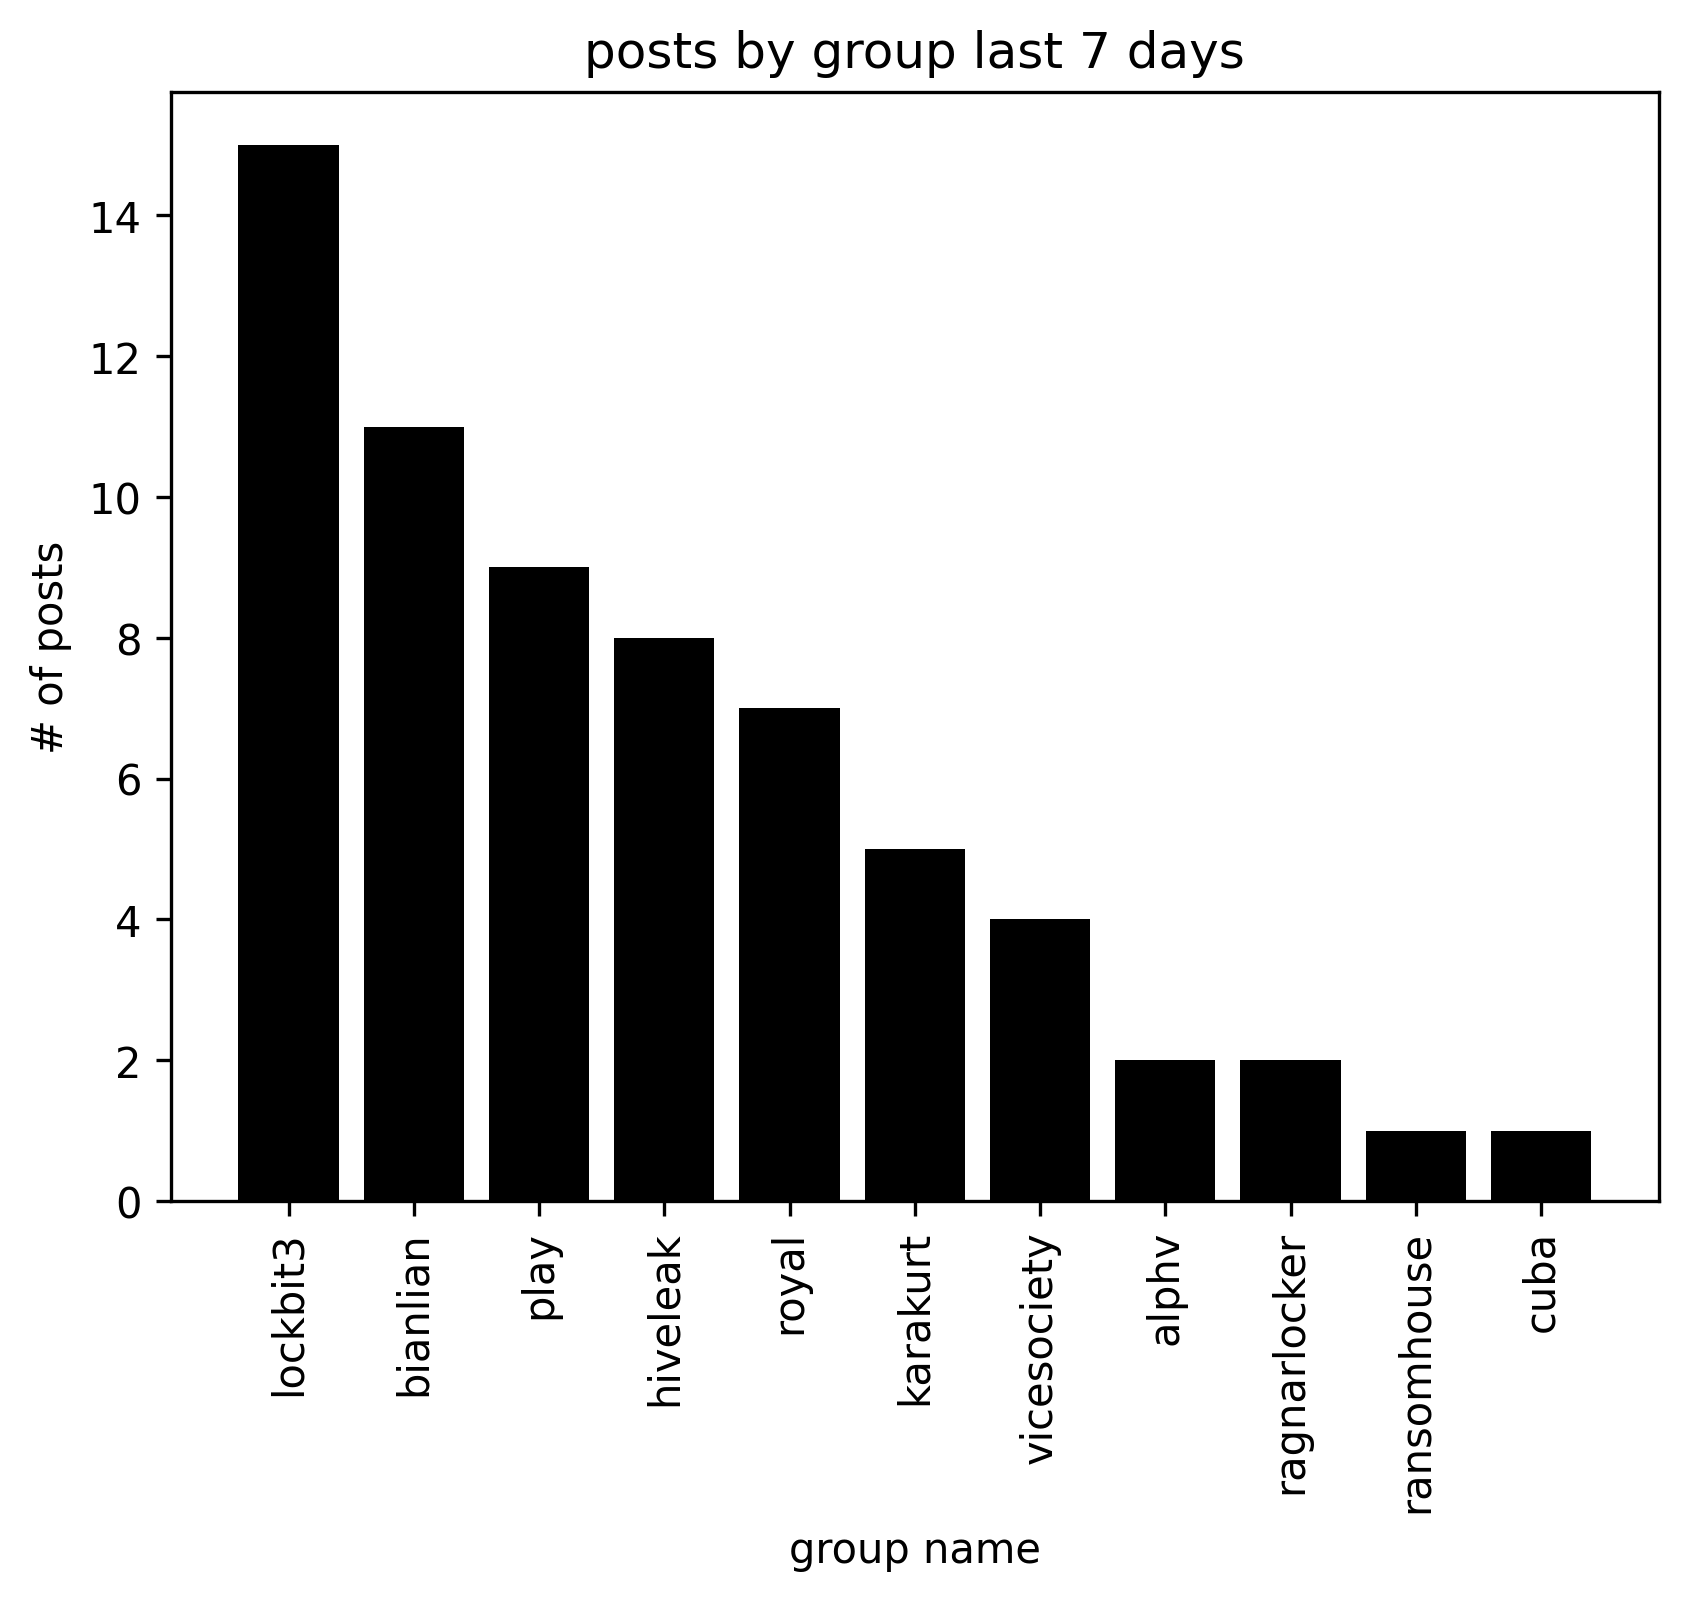 posts by group last 7 days
14
12
10
8
6
4
2
0
# of posts
lockbit3
bianlian
play
hiveleak
royal
karakurt
vicesociety
alphv
ragnarlocker
ransomhouse
cuba
group name